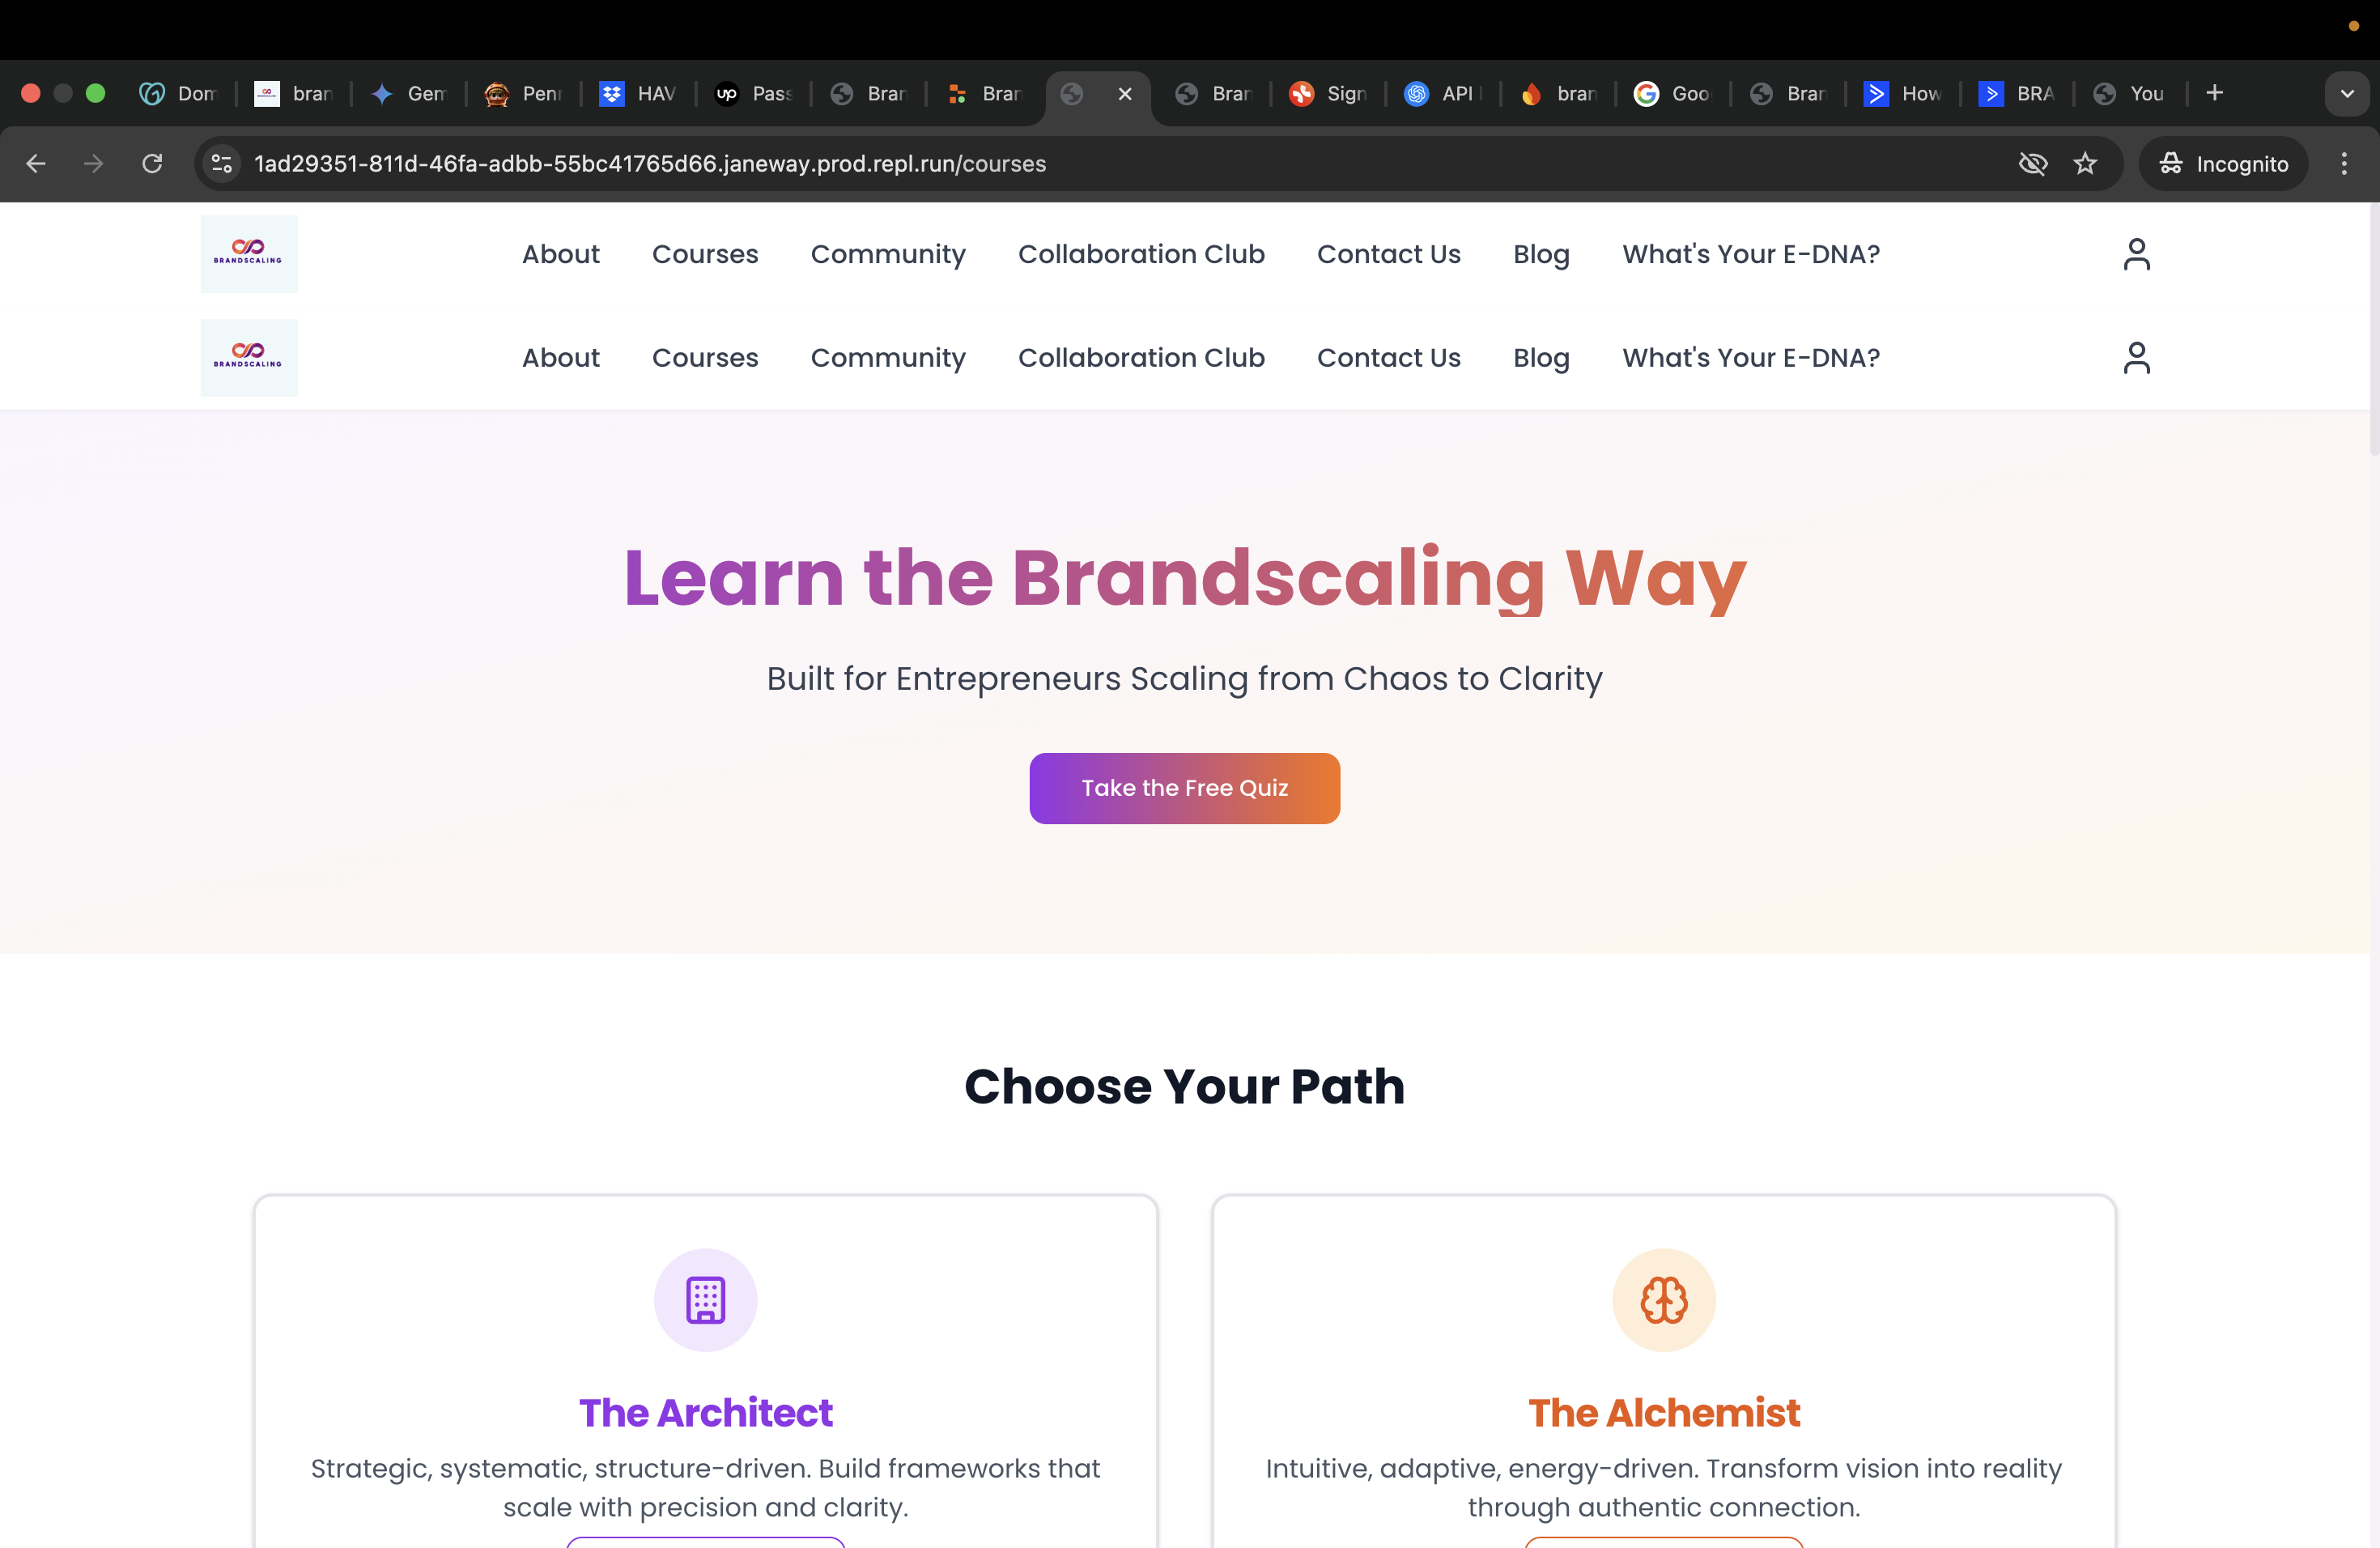 Dom
bran
Gem
Penn
HAV
up
Pass
Bran
Bran
Bran
Sign
API
bran
Goo
Bran
How
BRA
You
1ad29351-811d-46fa-adbb-55bc41765d66.janeway.prod.repl.run/courses
Incognito
BRANDSCALING
About Courses Community Collaboration Club Contact Us Blog What's Your E-DNA?
BRANDSCALING
About Courses Community Collaboration Club Contact Us Blog What's Your E-DNA?
Learn the Brandscaling Way
Built for Entrepreneurs Scaling from Chaos to Clarity
Take the Free Quiz
Choose Your Path
The Architect
Strategic, systematic, structure-driven. Build frameworks that
scale with precision and clarity.
The Alchemist
Intuitive, adaptive, energy-driven. Transform vision into reality
through authentic connection.